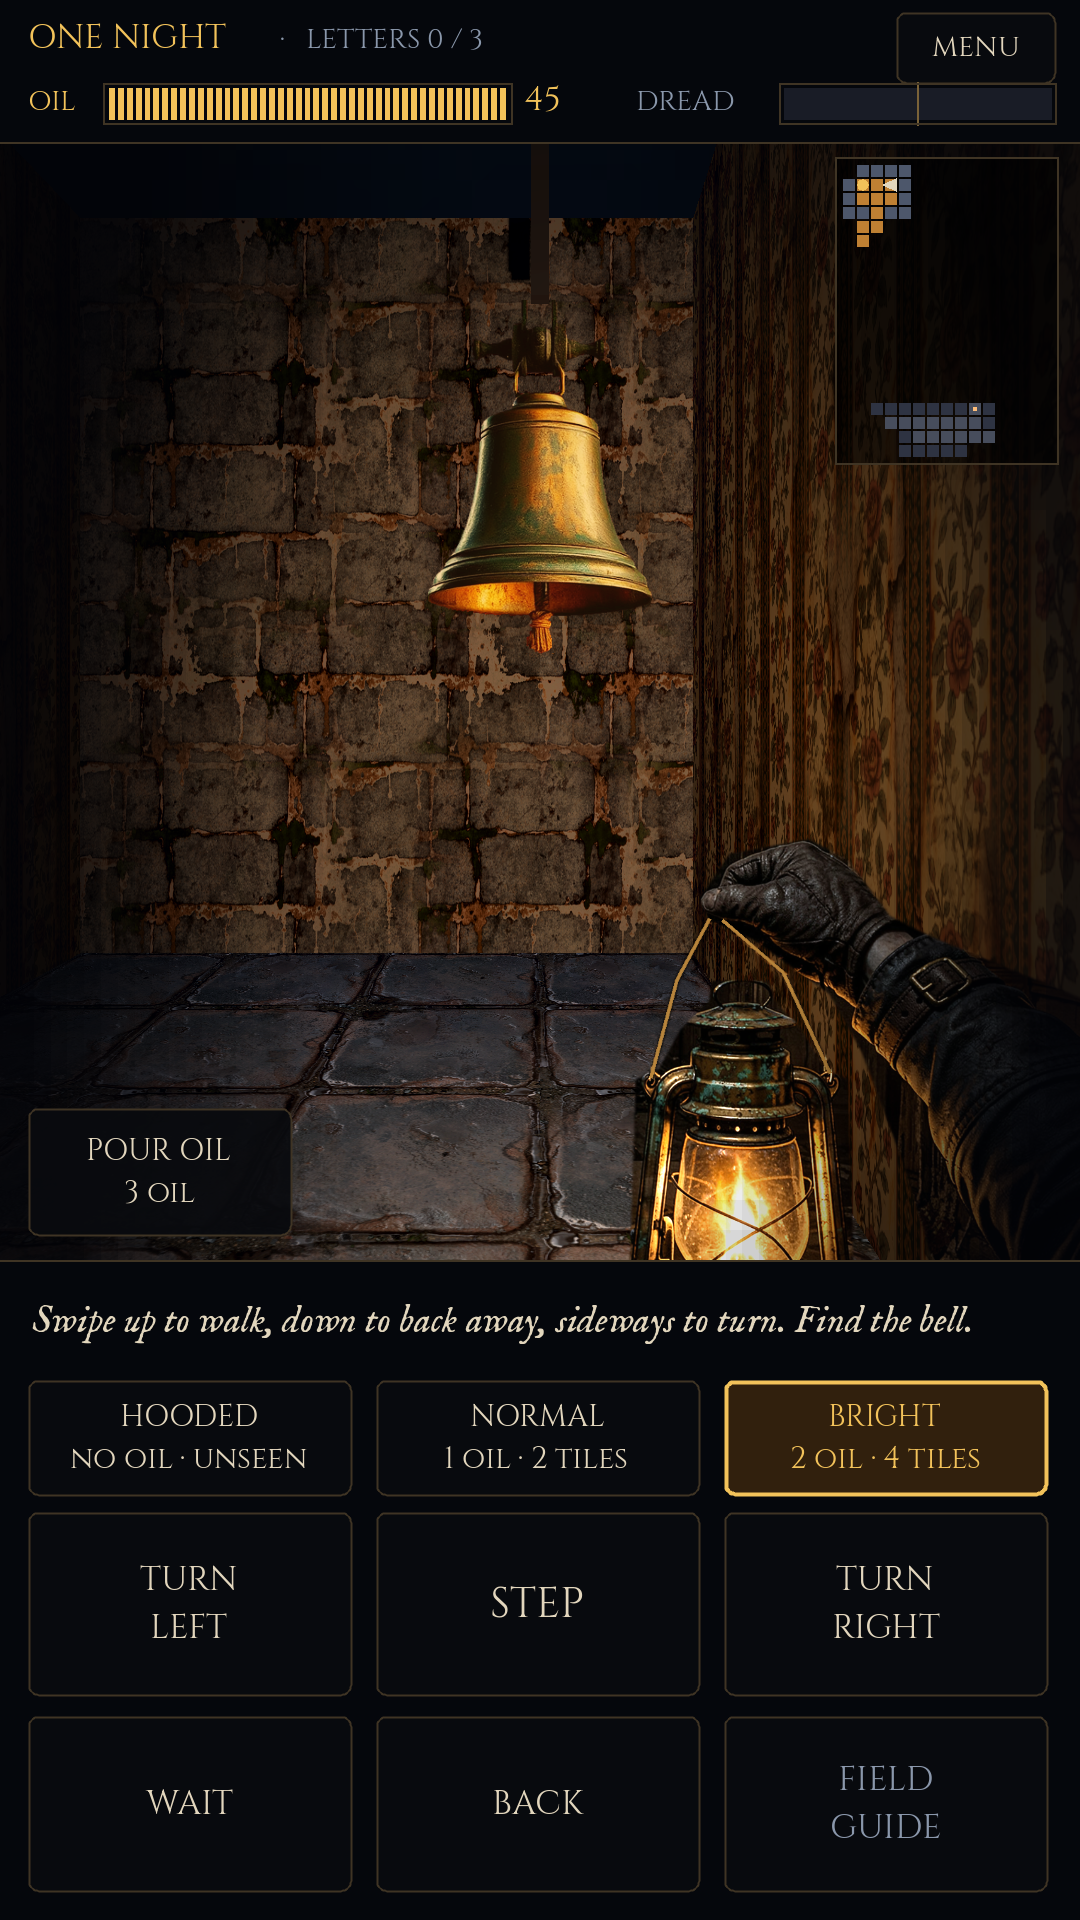 ONE NIGHT · LETTERS 0 / 3
MENU
OIL 45 DREAD
POUR OIL
3 OIL
Swipe up to walk, down to back away, sideways to turn. Find the bell.
HOODED
NO OIL · UNSEEN
NORMAL
1 OIL · 2 TILES
BRIGHT
2 OIL · 4 TILES
TURN
LEFT
STEP
TURN
RIGHT
WAIT
BACK
FIELD
GUIDE